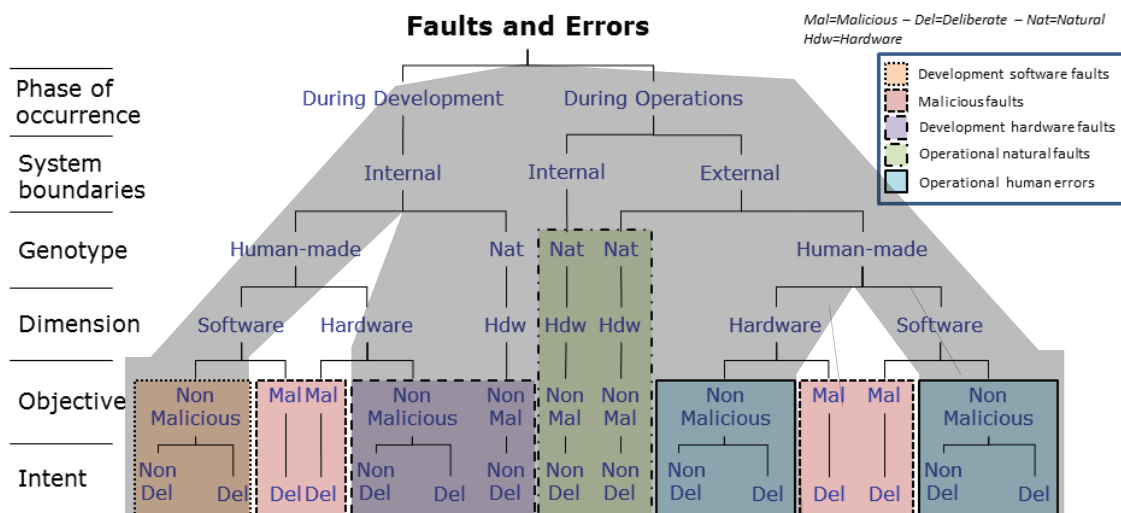 Faults and Errors
Mal=Malicious – Del=Deliberate – Nat=Natural
Hdw=Hardware
Development software faults
Malicious faults
Development hardware faults
Operational natural faults
Operational human errors
Phase of
occurrence
During Development
During Operations
System
boundaries
Internal
Internal
External
Genotype
Human-made
Nat
Nat
Nat
Human-made
Dimension
Software
Hardware
Hdw
Hdw
Hdw
Hardware
Software
Objective
Non
Malicious
Mal
Mal
Non
Malicious
Non
Mal
Non
Mal
Non
Mal
Non
Malicious
Mal
Mal
Non
Malicious
Intent
Non
Del
Del
Del
Del
Non
Del
Del
Non
Del
Non
Del
Non
Del
Non
Del
Del
Del
Del
Non
Del
Del